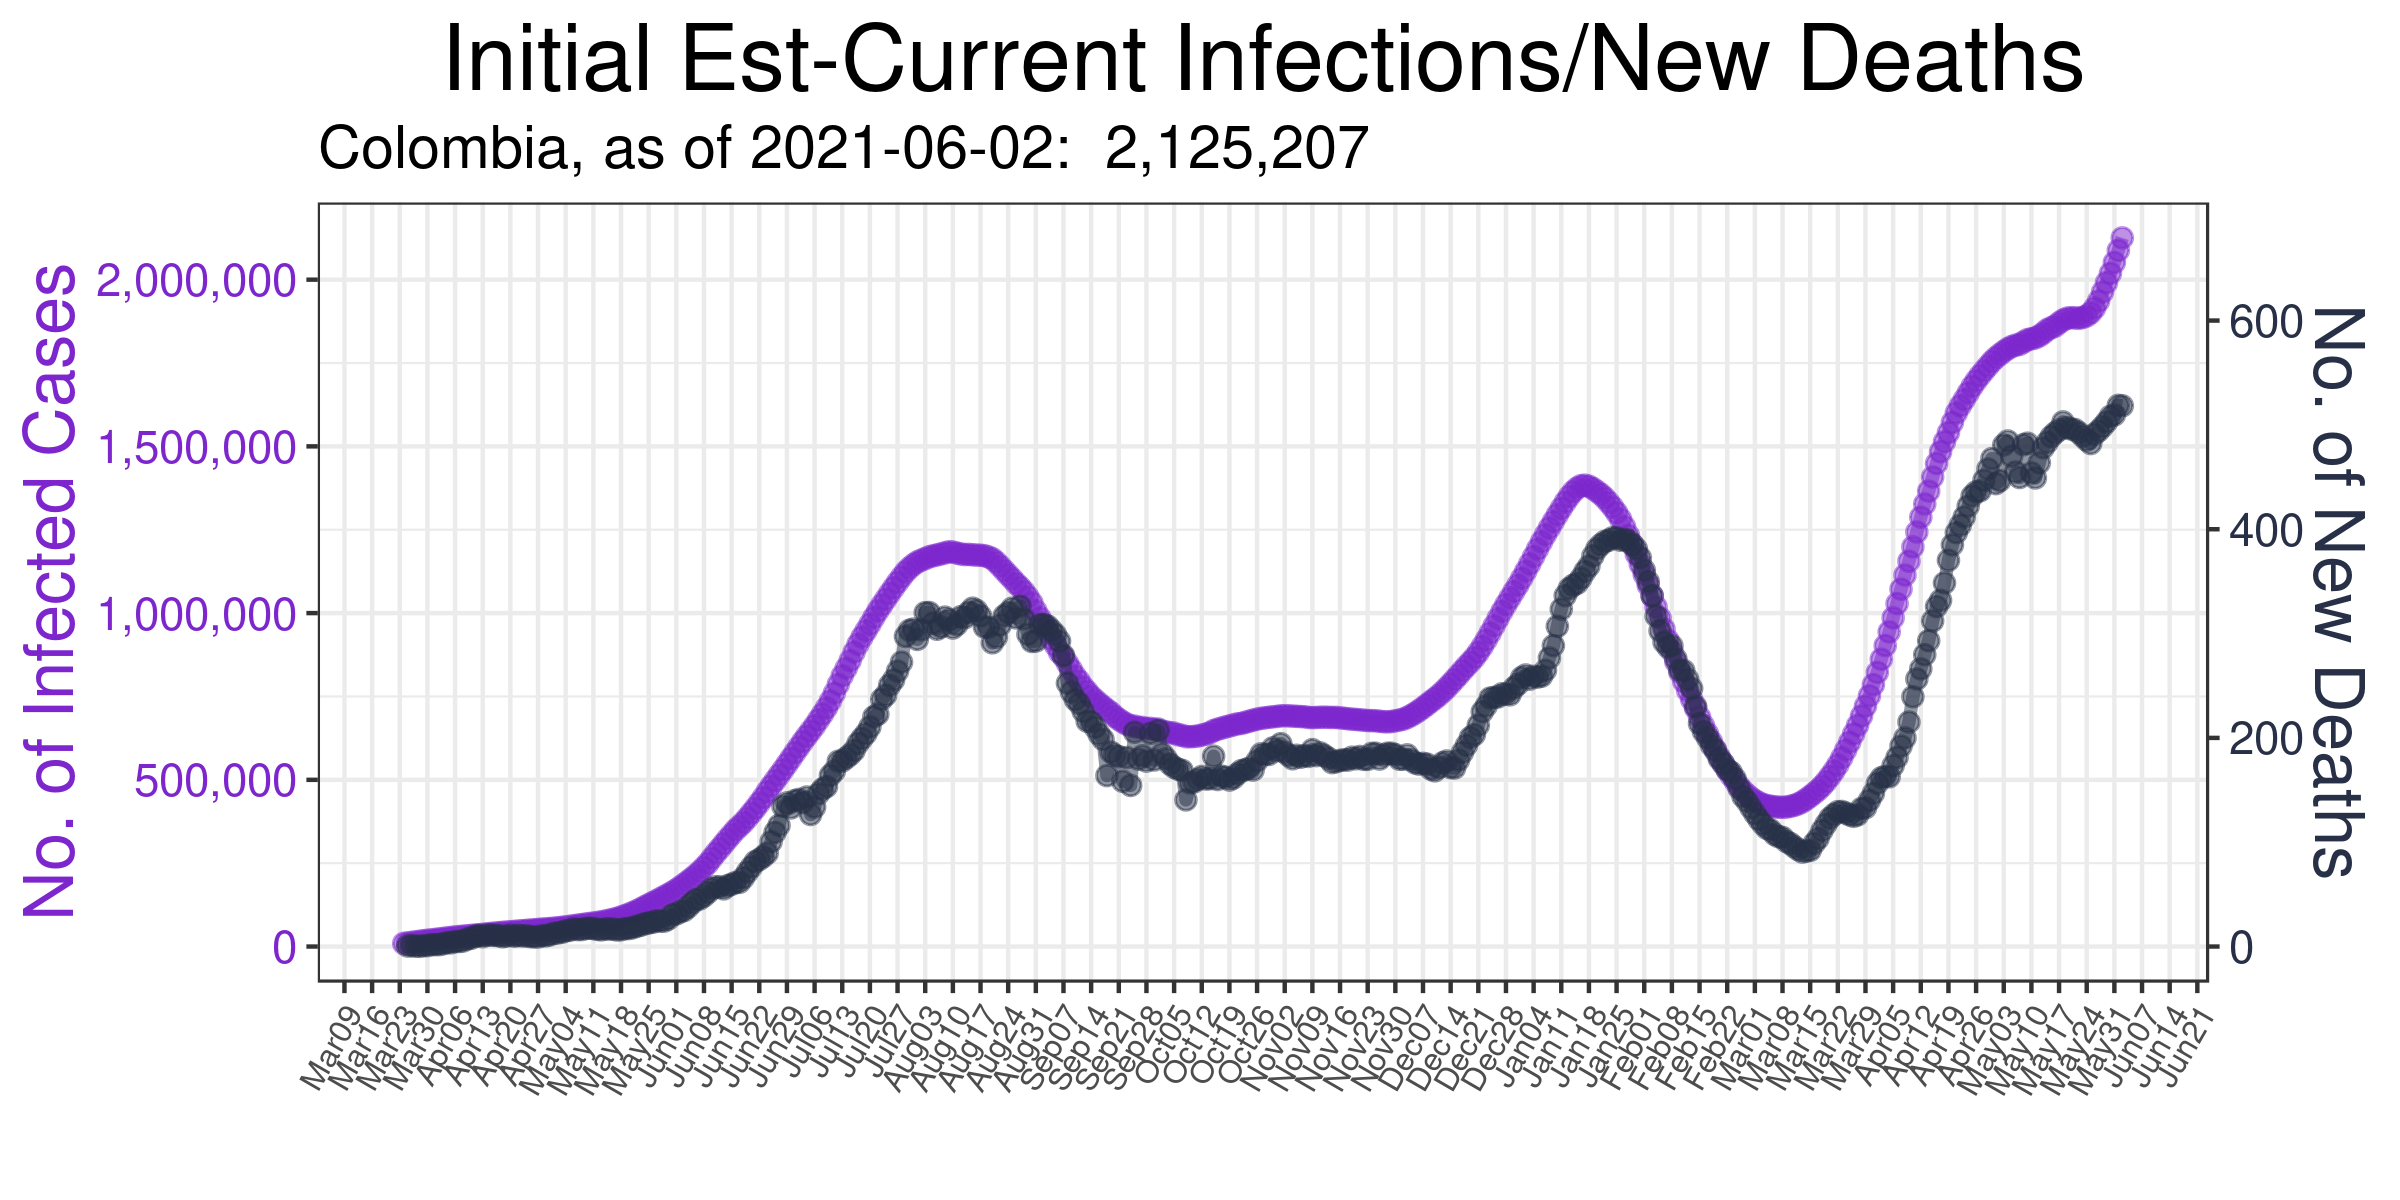 Initial Est-Current Infections/New Deaths
Colombia, as of 2021-06-02:  2,125,207
No. of Infected Cases
2,000,000
1,500,000
1,000,000
500,000
0
600
400
200
0
No. of New Deaths
Mar09
Mar16
Mar23
Mar30
Apr06
Apr13
Apr20
Apr27
May04
May11
May18
May25
Jun01
Jun08
Jun15
Jun22
Jun29
Jul06
Jul13
Jul20
Jul27
Aug03
Aug10
Aug17
Aug24
Aug31
Sep07
Sep14
Sep21
Sep28
Oct05
Oct12
Oct19
Oct26
Nov02
Nov09
Nov16
Nov23
Nov30
Dec07
Dec14
Dec21
Dec28
Jan04
Jan11
Jan18
Jan25
Feb01
Feb08
Feb15
Feb22
Mar01
Mar08
Mar15
Mar22
Mar29
Apr05
Apr12
Apr19
Apr26
May03
May10
May17
May24
May31
Jun07
Jun14
Jun21